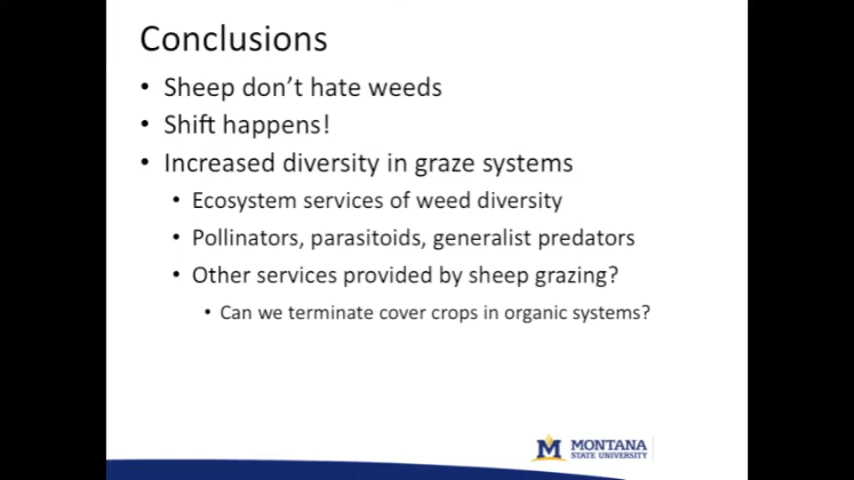 Conclusions
• Sheep don't hate weeds
• Shift happens!
• Increased diversity in graze systems
• Ecosystem services of weed diversity
• Pollinators, parasitoids, generalist predators
• Other services provided by sheep grazing?
• Can we terminate cover crops in organic systems?
M MONTANA
STATE UNIVERSITY